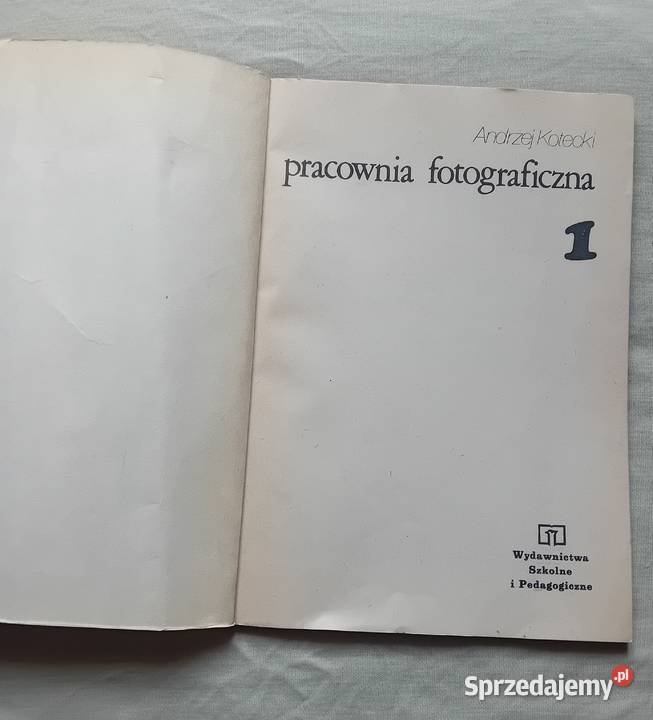 Andrzej Kotecki
pracownia fotograficzna
1
Wydawnictwa
Szkolne
i Pedagogiczne
Sprzedajemy.pl